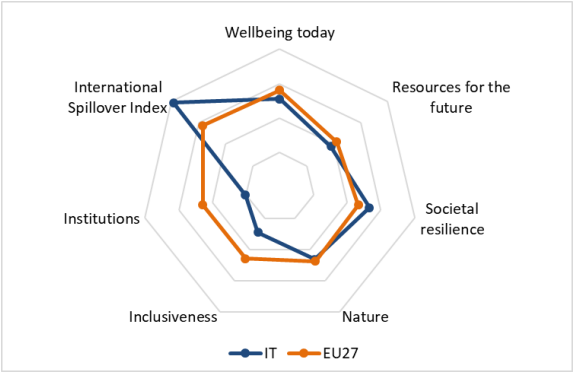 Wellbeing today
International
Spillover Index
Resources for the
future
Institutions
Societal
resilience
Inclusiveness
Nature
IT
EU27